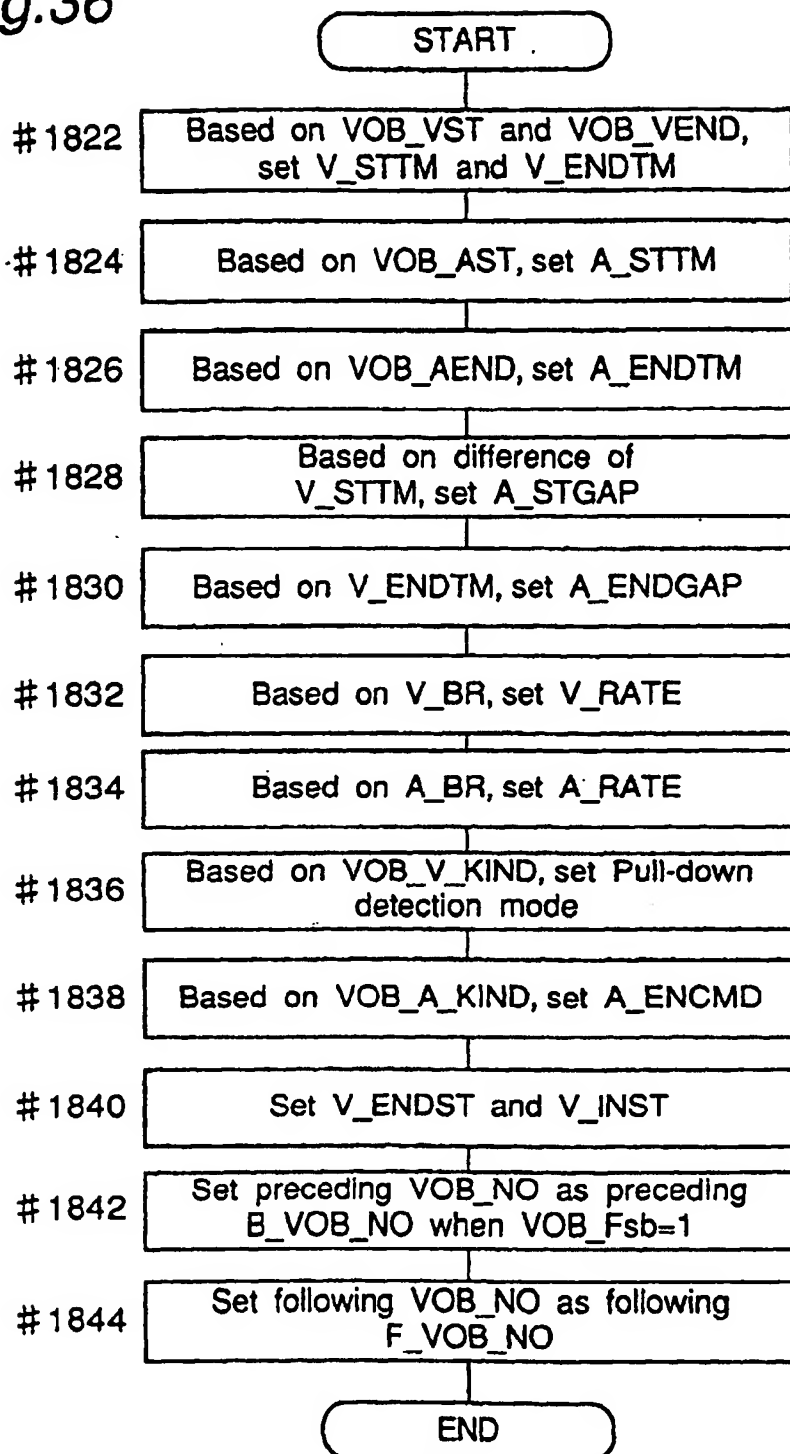 g.36
START
#1822
Based on VOB_VST and VOB_VEND,
set V_STTM and V_ENDTM
#1824
Based on VOB_AST, set A_STTM
#1826
Based on VOB_AEND, set A_ENDTM
#1828
Based on difference of
V_STTM, set A_STGAP
#1830
Based on V_ENDTM, set A_ENDGAP
#1832
Based on V_BR, set V_RATE
#1834
Based on A_BR, set A_RATE
#1836
Based on VOB_V_KIND, set Pull-down
detection mode
#1838
Based on VOB_A_KIND, set A_ENCMD
#1840
Set V_ENDST and V_INST
#1842
Set preceding VOB_NO as preceding
B_VOB_NO when VOB_Fsb=1
#1844
Set following VOB_NO as following
F_VOB_NO
END